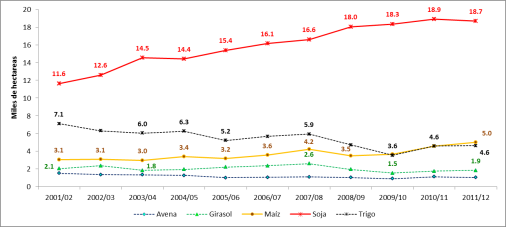 20
18
16
14
12
10
8
6
4
2
0
Miles de hectareas
11.6 12.6 14.5 14.4 15.4 16.1 16.6 18.0 18.3 18.9 18.7
7.1 6.0 6.3 5.2 5.9 3.6 4.6 4.6
3.1 3.1 3.0 3.4 3.2 3.6 4.2 3.5 5.0
2.1 1.8 2.6 1.5 1.9
2001/02 2002/03 2003/04 2004/05 2005/06 2006/07 2007/08 2008/09 2009/10 2010/11 2011/12
Avena Girasol Maíz Soja Trigo